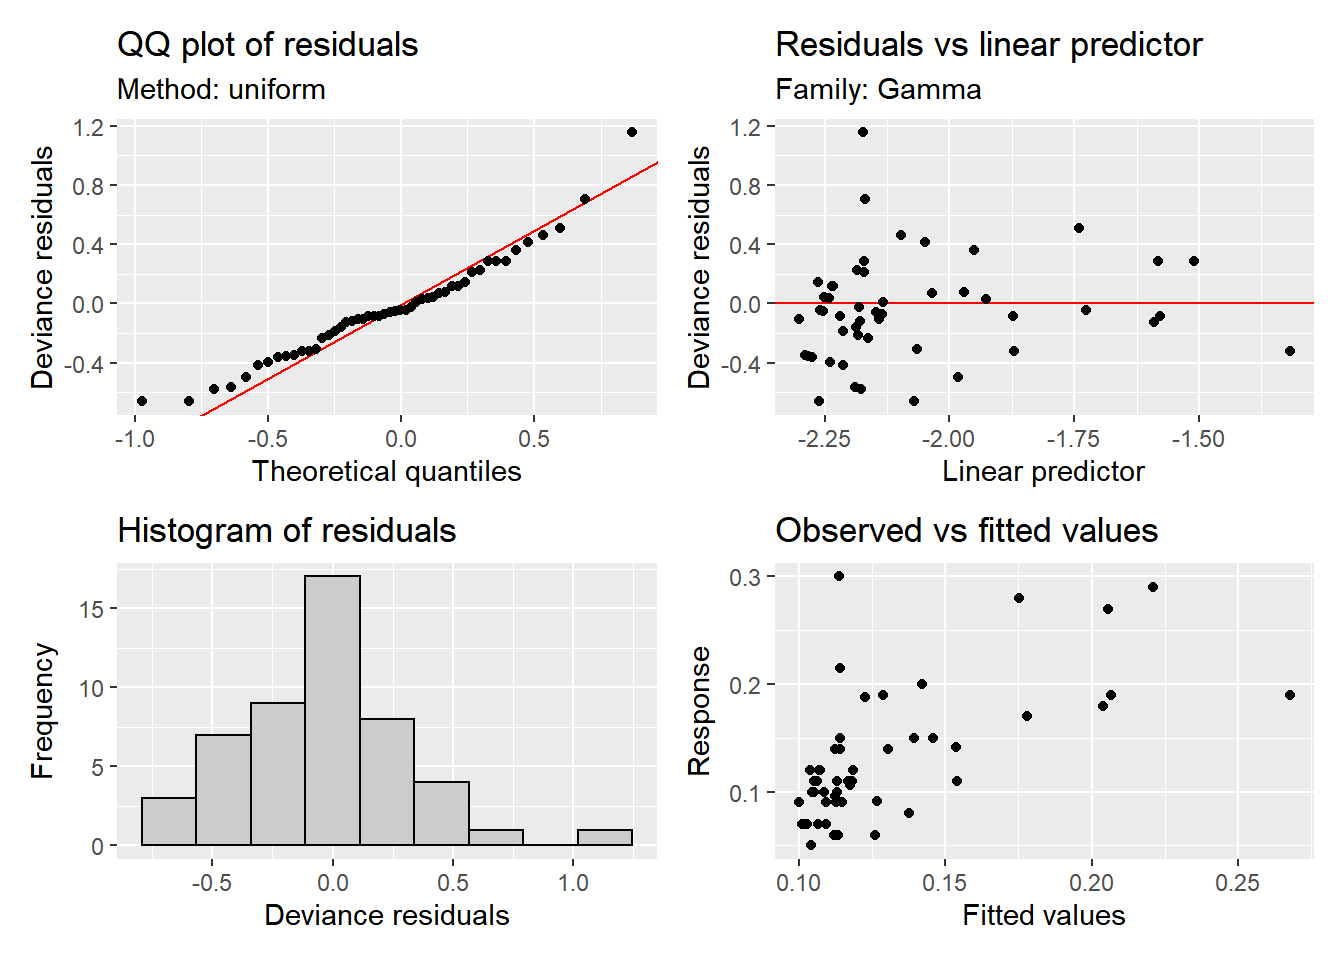 QQ plot of residuals
Method: uniform
1.2
0.8
0.4
0.0
-0.4
Deviance residuals
-1.0 -0.5 0.0 0.5
Theoretical quantiles
Residuals vs linear predictor
Family: Gamma
1.2
0.8
0.4
0.0
-0.4
Deviance residuals
-2.25 -2.00 -1.75 -1.50
Linear predictor
Histogram of residuals
15
10
5
0
Frequency
-0.5 0.0 0.5 1.0
Deviance residuals
Observed vs fitted values
0.3
0.2
0.1
Response
0.10 0.15 0.20 0.25
Fitted values